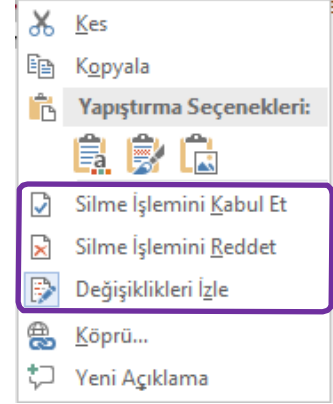 Kes
Kopyala
Yapıştırma Seçenekleri:
Silme İşlemini Kabul Et
Silme İşlemini Reddet
Değişiklikleri İzle
Köprü...
Yeni Açıklama